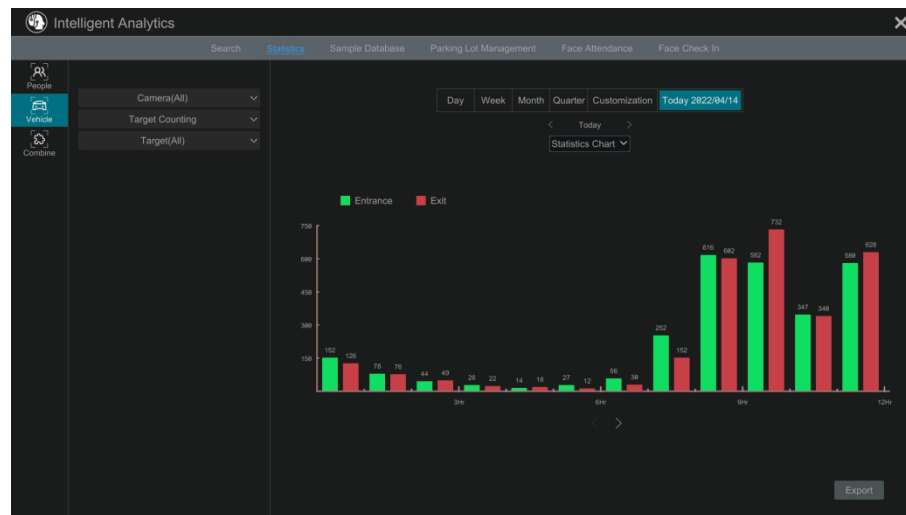 Intelligent Analytics
Search Statistics Sample Database Parking Lot Management Face Attendance Face Check In
People
Vehicle
Combine
Camera(All)
Target Counting
Target(All)
Day Week Month Quarter Customization Today 2022/04/14
< Today >
Statistics Chart
Entrance Exit
750
600
450
300
150
152 126 78 76 44 49 26 22 14 18 27 12 56 30 252 152 616 602 582 732 347 340 580 628
3Hr 6Hr 9Hr 12Hr
< >
Export